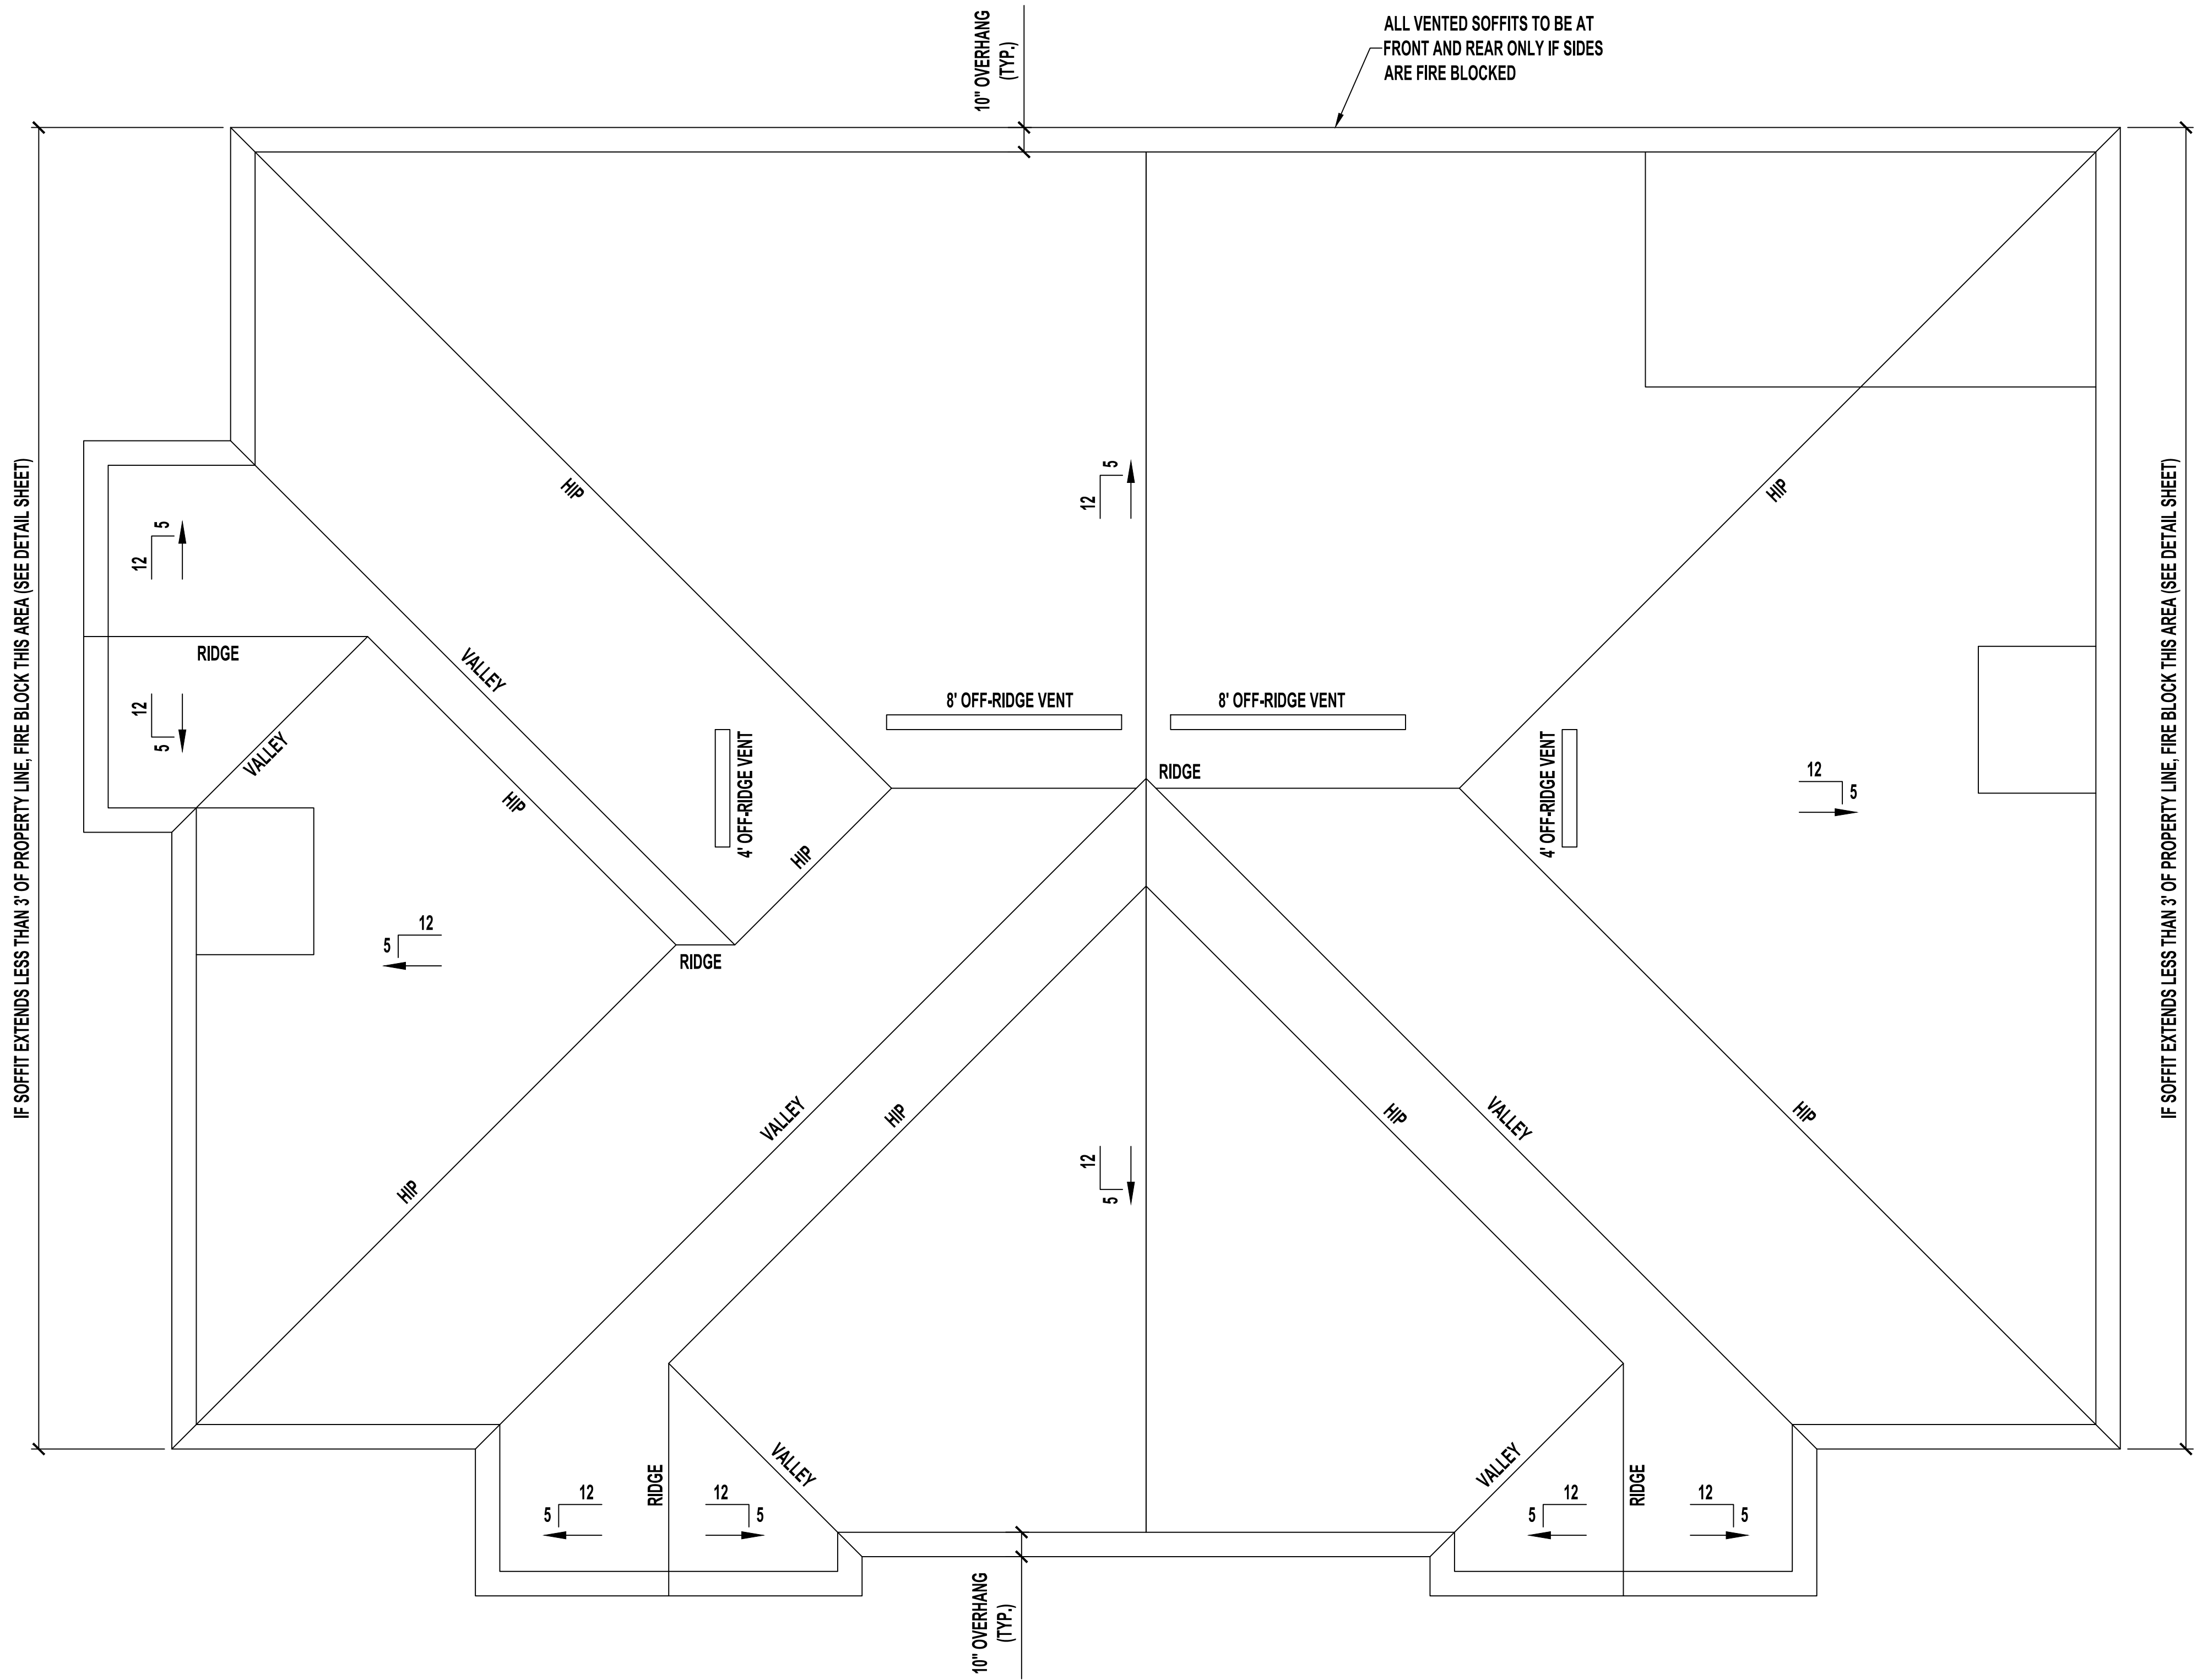 10" OVERHANG
(TYP.)
ALL VENTED SOFFITS TO BE AT
FRONT AND REAR ONLY IF SIDES
ARE FIRE BLOCKED
IF SOFFIT EXTENDS LESS THAN 3' OF PROPERTY LINE, FIRE BLOCK THIS AREA (SEE DETAIL SHEET)
IF SOFFIT EXTENDS LESS THAN 3' OF PROPERTY LINE, FIRE BLOCK THIS AREA (SEE DETAIL SHEET)
HIP
12
5
HIP
12
5
RIDGE
VALLEY
12
5
VALLEY
8' OFF-RIDGE VENT
8' OFF-RIDGE VENT
4' OFF-RIDGE VENT
4' OFF-RIDGE VENT
RIDGE
12
5
HIP
HIP
12
5
RIDGE
VALLEY
HIP
HIP
VALLEY
HIP
12
5
HIP
RIDGE
VALLEY
VALLEY
RIDGE
12
5
12
5
12
5
12
5
10" OVERHANG
(TYP.)